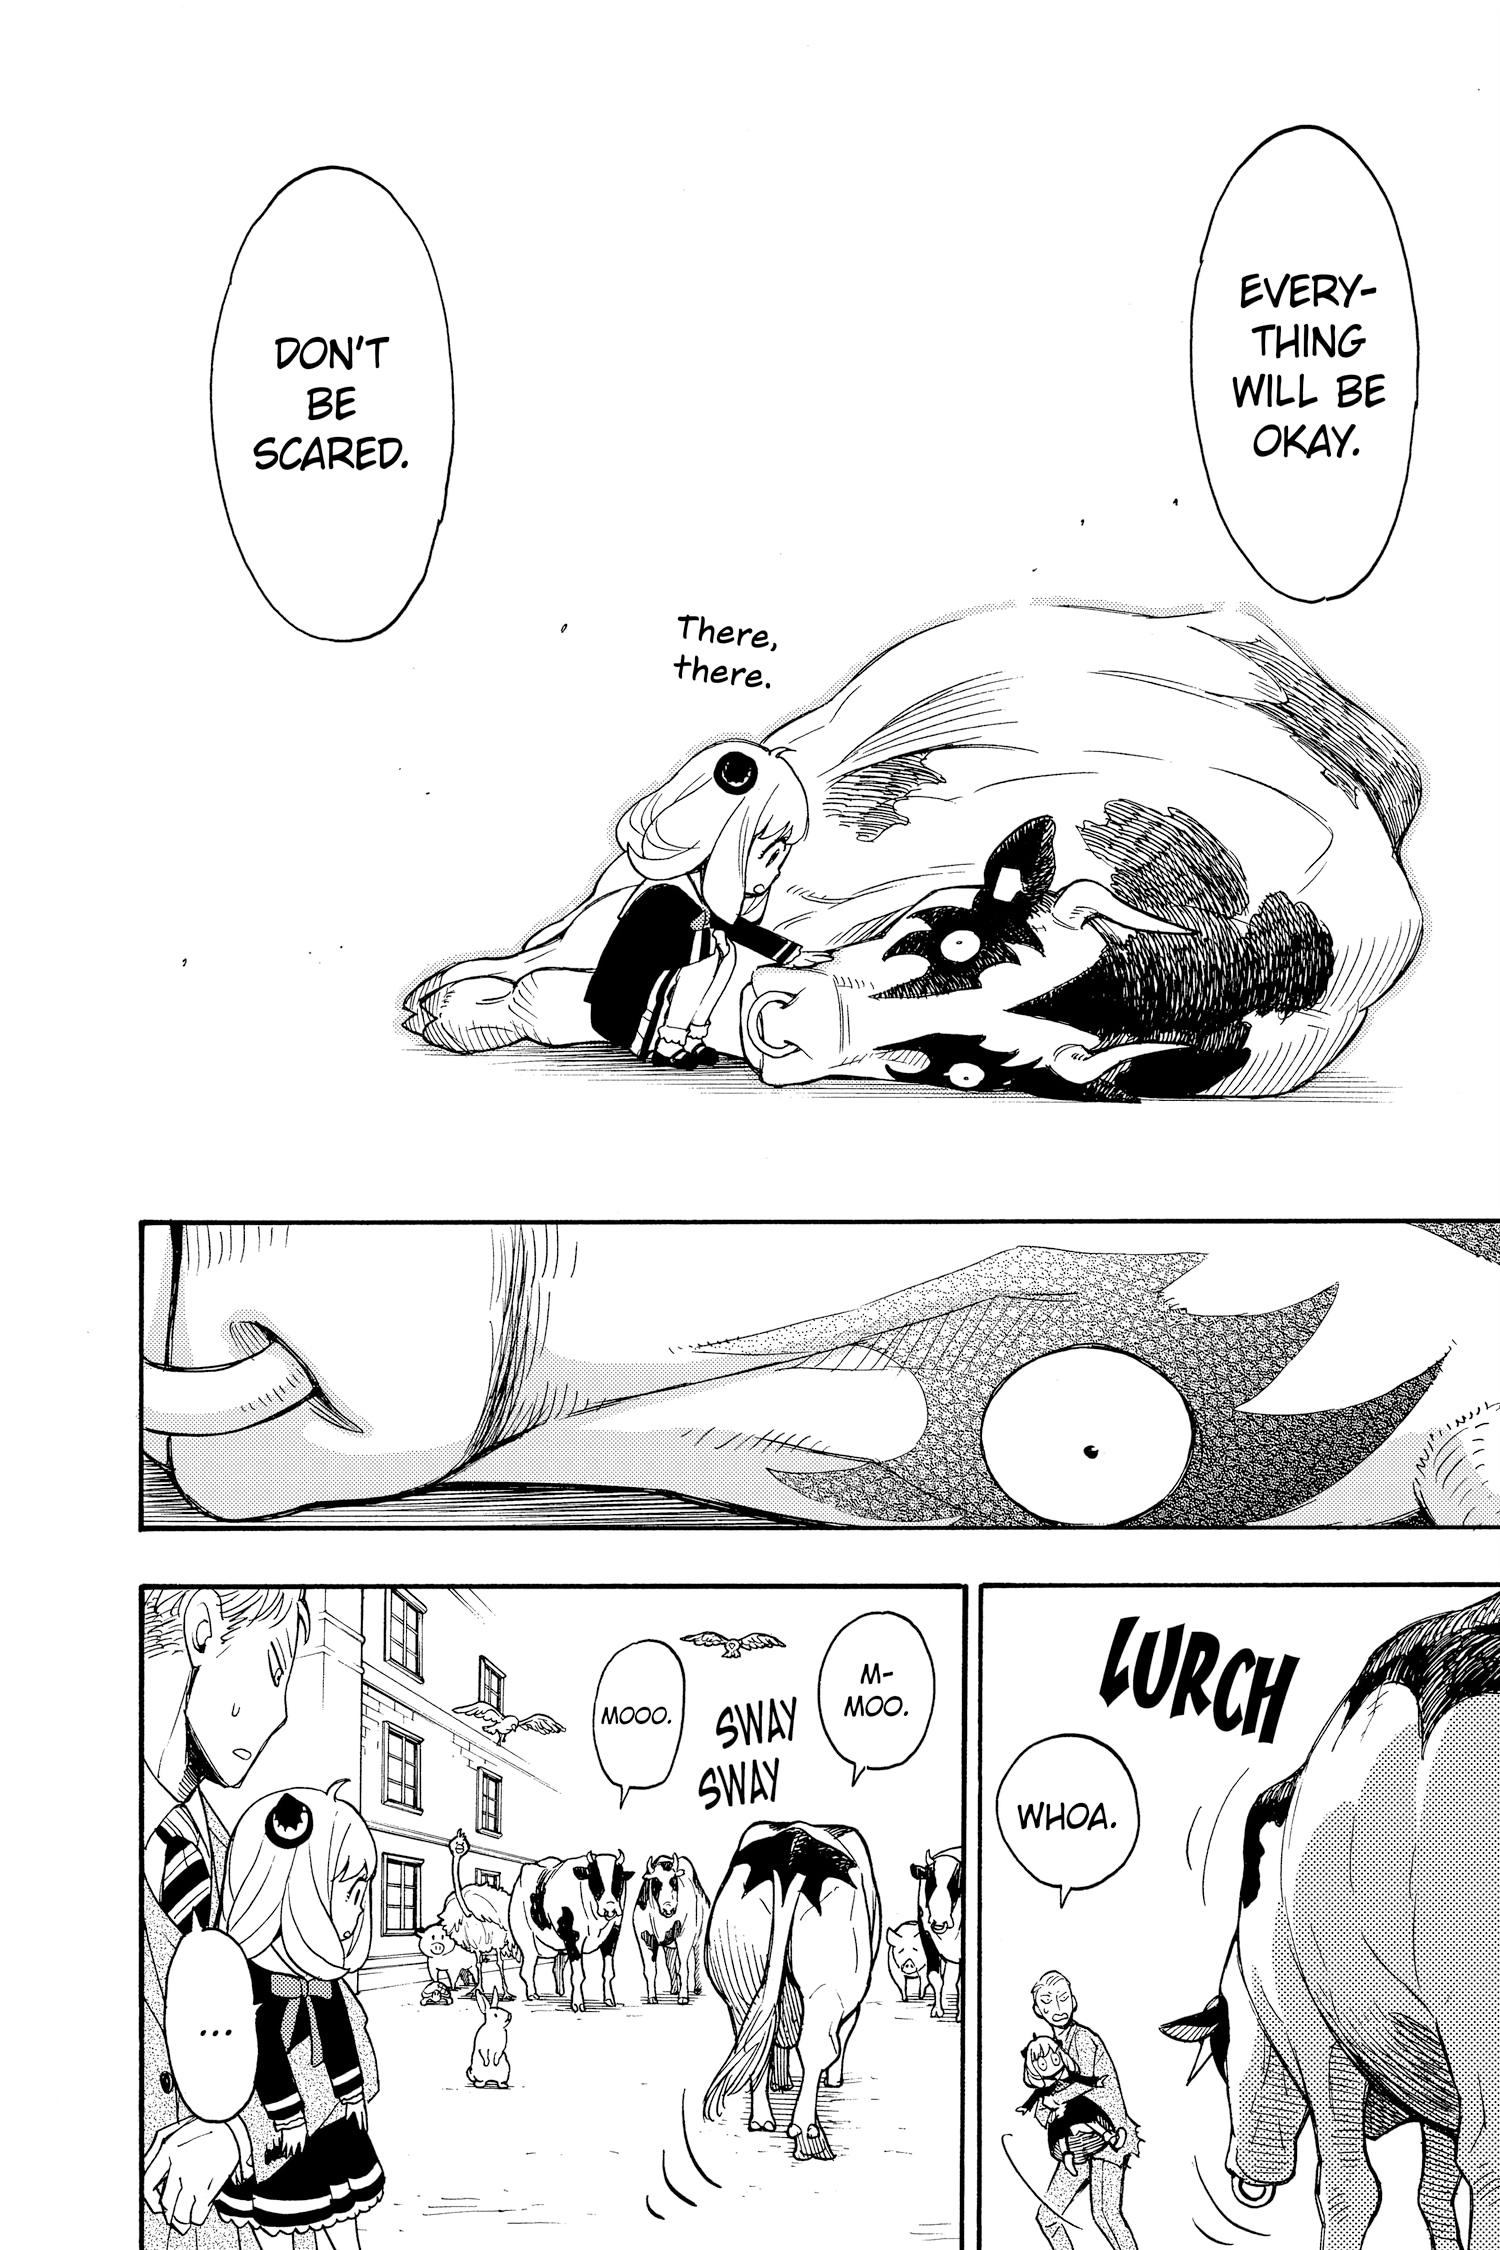 EVERY-
THING
WILL BE
OKAY.
DON'T
BE
SCARED.
There,
there.
LURCH
WHOA.
M-
MOO.
SWAY
SWAY
MOOO.
...